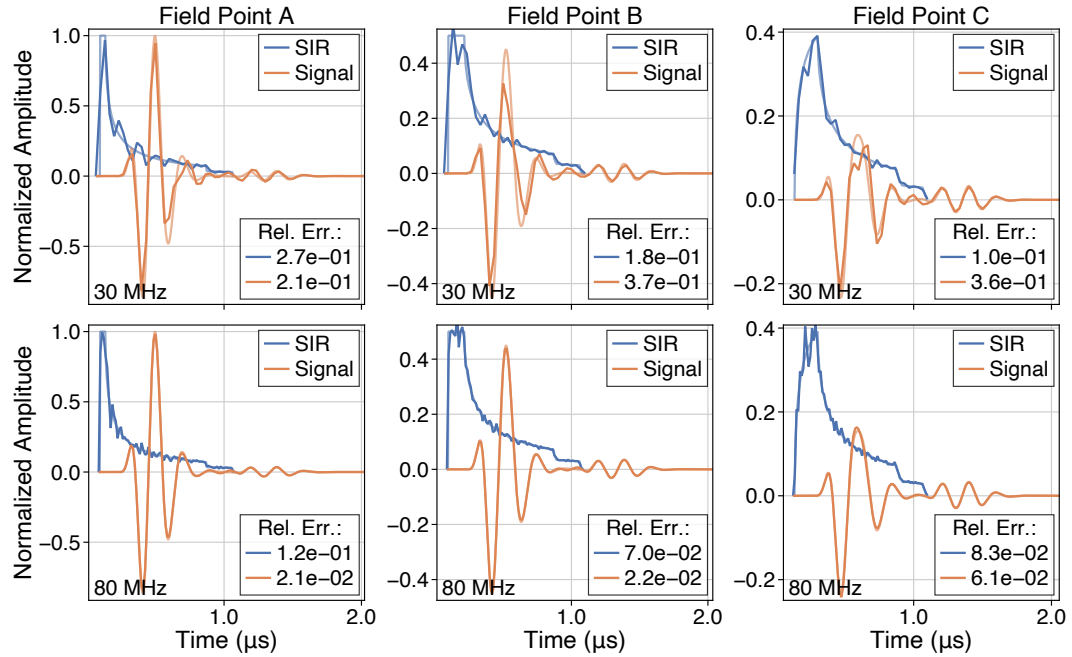 Field Point A
Field Point B
Field Point C
Normalized Amplitude
1.0
0.5
0.0
−0.5
SIR
Signal
Rel. Err.:
2.7e−01
2.1e−01
30 MHz
0.4
0.2
0.0
−0.2
−0.4
SIR
Signal
Rel. Err.:
1.8e−01
3.7e−01
30 MHz
0.4
0.2
0.0
−0.2
SIR
Signal
Rel. Err.:
1.0e−01
3.6e−01
30 MHz
Normalized Amplitude
1.0
0.5
0.0
−0.5
SIR
Signal
Rel. Err.:
1.2e−01
2.1e−02
80 MHz
1.0
2.0
Time (μs)
0.4
0.2
0.0
−0.2
−0.4
SIR
Signal
Rel. Err.:
7.0e−02
2.2e−02
80 MHz
1.0
2.0
Time (μs)
0.4
0.2
0.0
−0.2
SIR
Signal
Rel. Err.:
8.3e−02
6.1e−02
80 MHz
1.0
2.0
Time (μs)